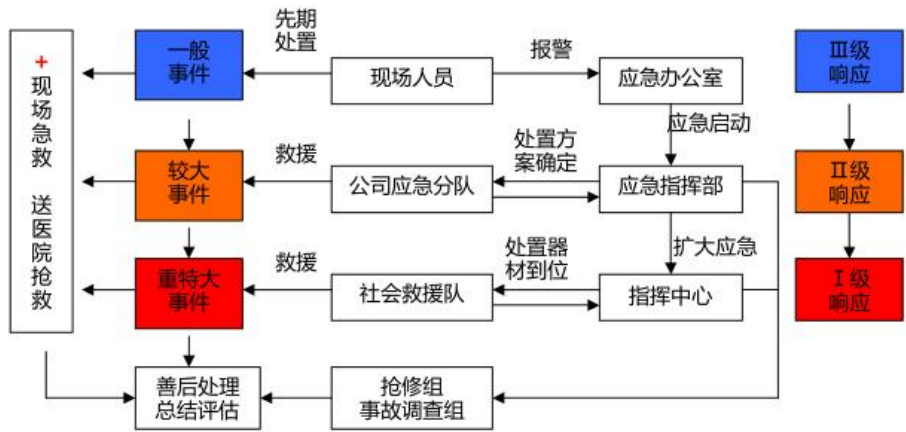 先期
处置
一般
事件
报警
Ⅲ级
响应
+
现场急救 送医院抢救
现场人员
应急办公室
应急启动
处置方
案确定
救援
较大
事件
公司应急分队
应急指挥部
Ⅱ级
响应
处置器
材到位
扩大应急
救援
重特大
事件
社会救援队
指挥中心
Ⅰ级
响应
善后处理
总结评估
抢修组
事故调查组